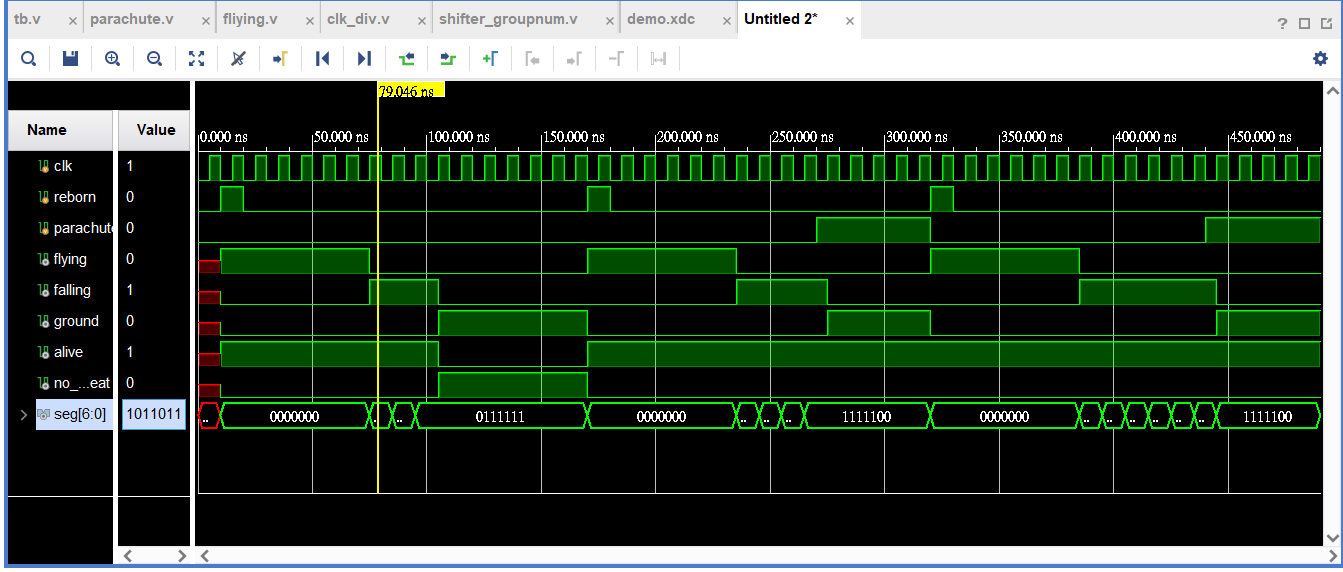 tb.v × parachute.v × fliying.v × clk_div.v × shifter_groupnum.v × demo.xdc × Untitled 2* ×
79.046 ns
Name Value
0.000 ns 50.000 ns 100.000 ns 150.000 ns 200.000 ns 250.000 ns 300.000 ns 350.000 ns 400.000 ns 450.000 ns
clk 1
reborn 0
parachute 0
flying 0
falling 1
ground 0
alive 1
no_...eat 0
seg[6:0] 1011011 .. 0000000 .. .. 0111111 0000000 .. .. .. 1111100 0000000 .. .. .. .. .. .. 1111100